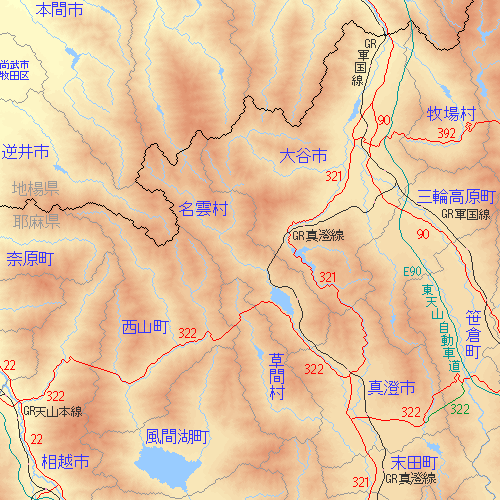 本間市
GR
軍国線
尚武市
牧田区
90
牧場村
392
逆井市
大谷市
321
地楊県
三輪高原町
名雲村
GR軍国線
耶麻県
GR真澄線
90
奈原町
321
E90
東天山自動車道
笹倉町
西山町
322
草間村
22
322
322
真澄市
GR天山本線
322
322
22
風間湖町
相越市
末田町
321
GR真澄線